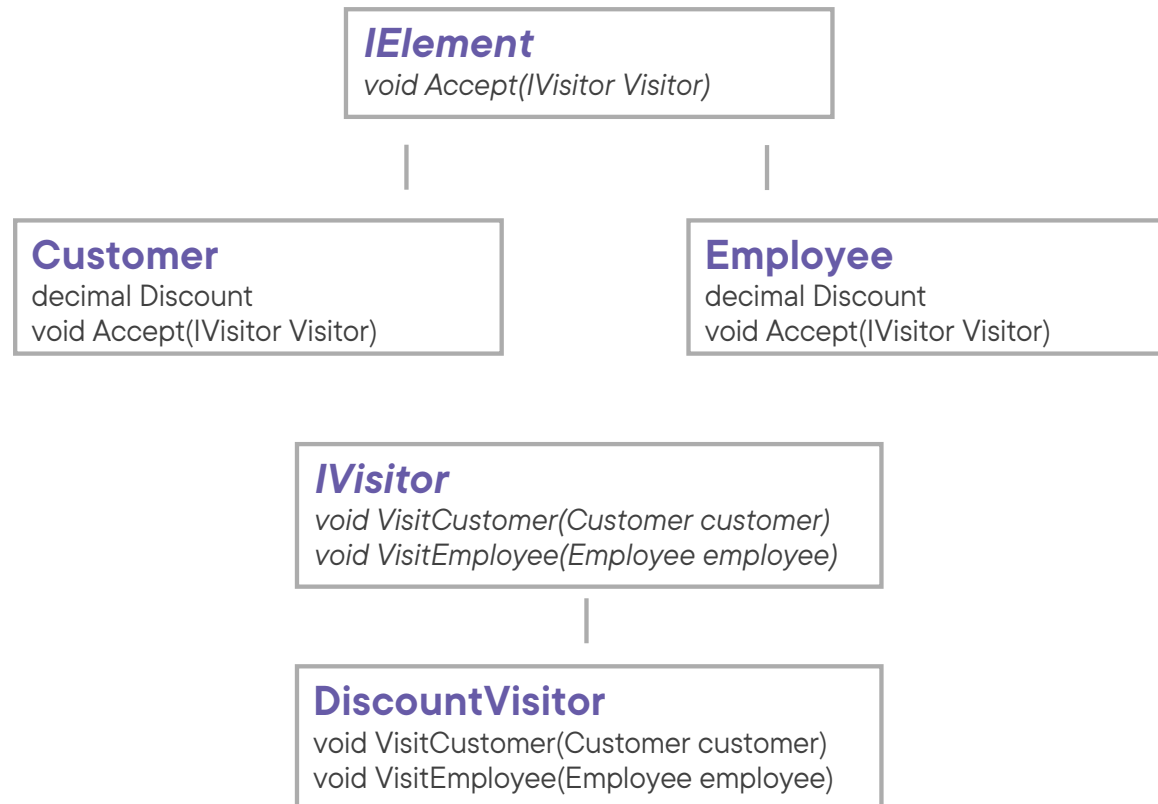 IElement
void Accept(IVisitor Visitor)
Customer
decimal Discount
void Accept(IVisitor Visitor)
Employee
decimal Discount
void Accept(IVisitor Visitor)
IVisitor
void VisitCustomer(Customer customer)
void VisitEmployee(Employee employee)
DiscountVisitor
void VisitCustomer(Customer customer)
void VisitEmployee(Employee employee)